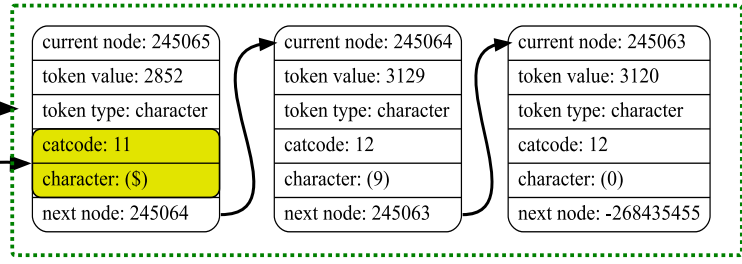 current node: 245065
token value: 2852
token type: character
catcode: 11
character: ($)
next node: 245064
current node: 245064
token value: 3129
token type: character
catcode: 12
character: (9)
next node: 245063
current node: 245063
token value: 3120
token type: character
catcode: 12
character: (0)
next node: -268435455